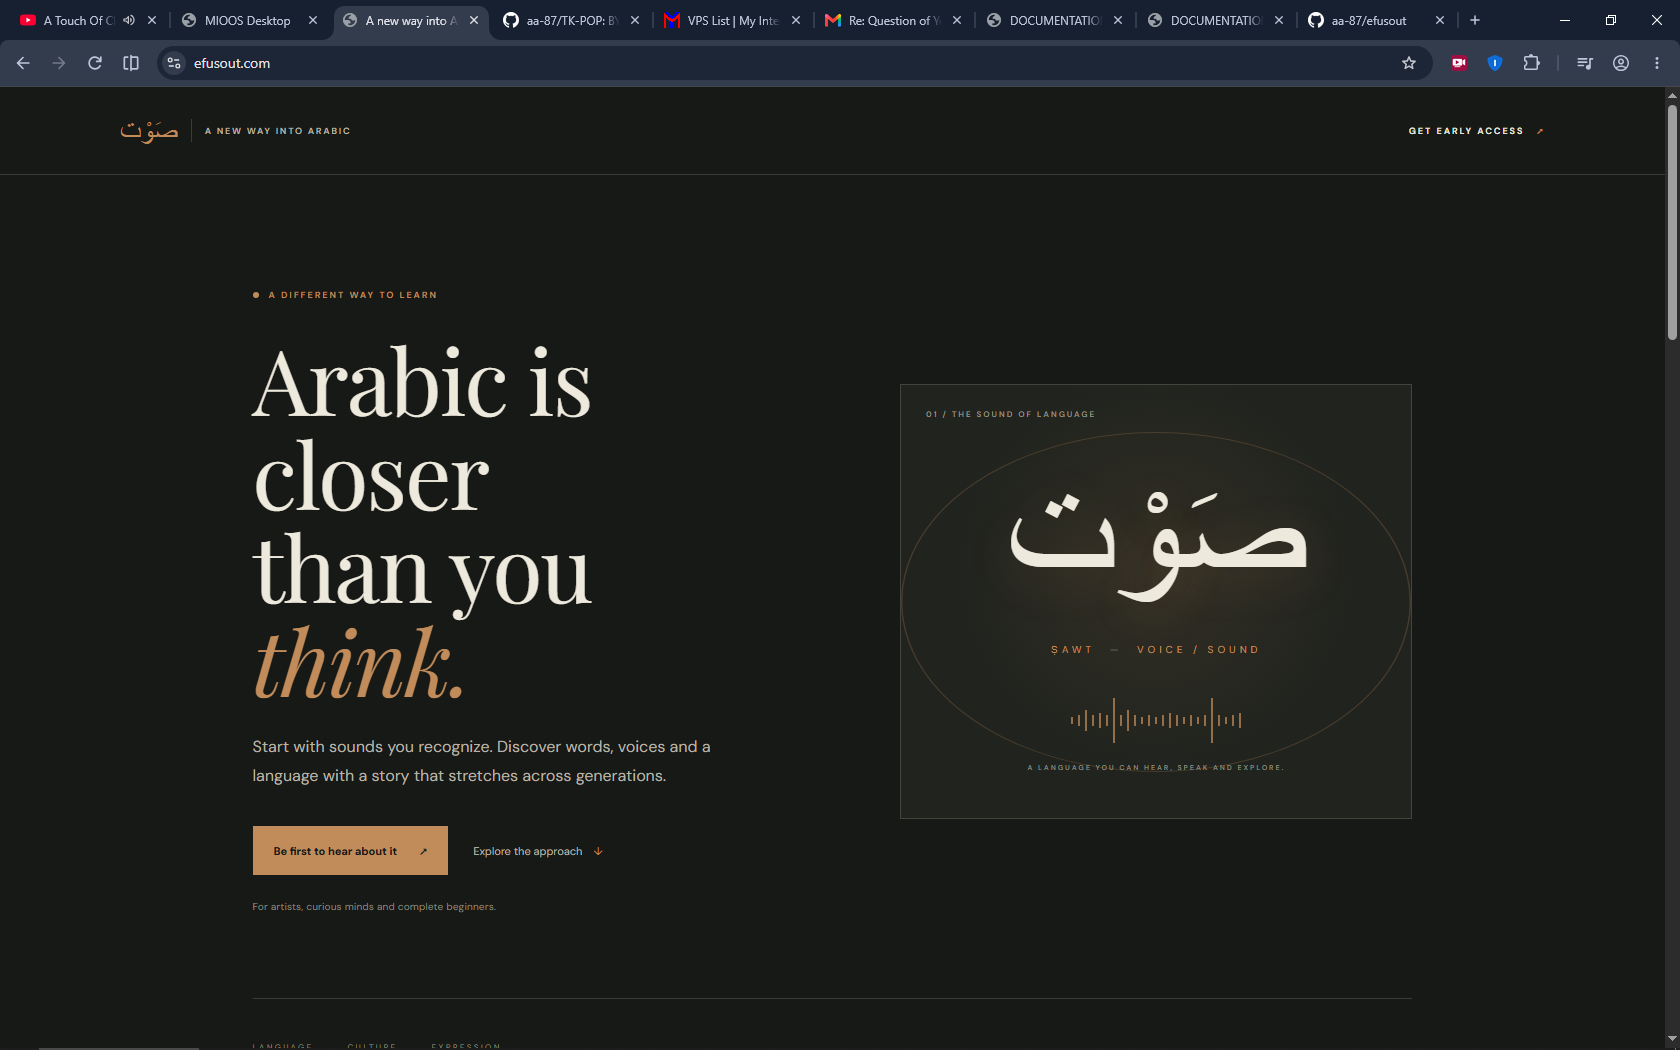 A Touch Of C
MIOOS Desktop
A new way into A
aa-87/TK-POP: B
VPS List | My Inte
Re: Question of Y
DOCUMENTATIO
DOCUMENTATIO
aa-87/efusout
efusout.com
صَوْت
A NEW WAY INTO ARABIC
GET EARLY ACCESS ↗
A DIFFERENT WAY TO LEARN
Arabic is
closer
than you
think.
Start with sounds you recognize. Discover words, voices and a
language with a story that stretches across generations.
Be first to hear about it ↗
Explore the approach ↓
For artists, curious minds and complete beginners.
01 / THE SOUND OF LANGUAGE
صَوْت
ṢAWT — VOICE / SOUND
A LANGUAGE YOU CAN HEAR, SPEAK AND EXPLORE.
LANGUAGE CULTURE EXPRESSION